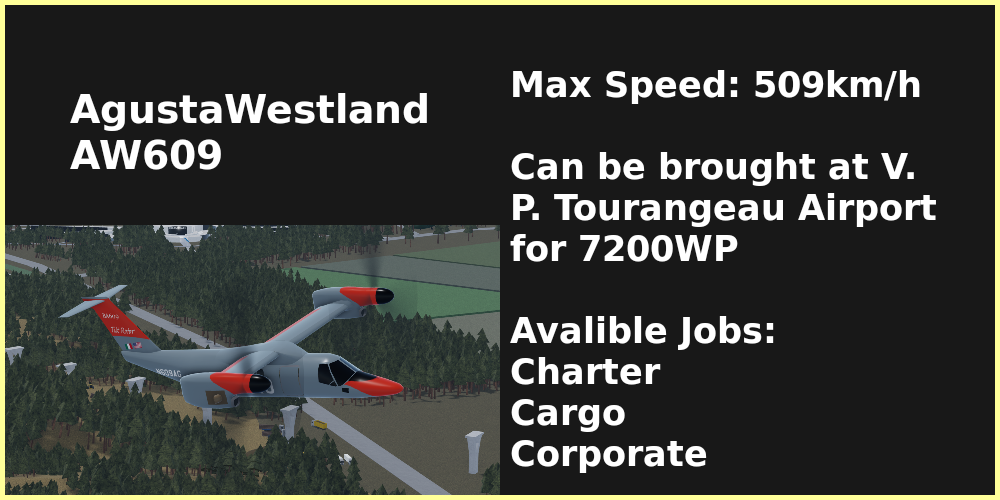 AgustaWestland
AW609
Max Speed: 509km/h
Can be brought at V.
P. Tourangeau Airport
for 7200WP
Avalible Jobs:
Charter
Cargo
Corporate